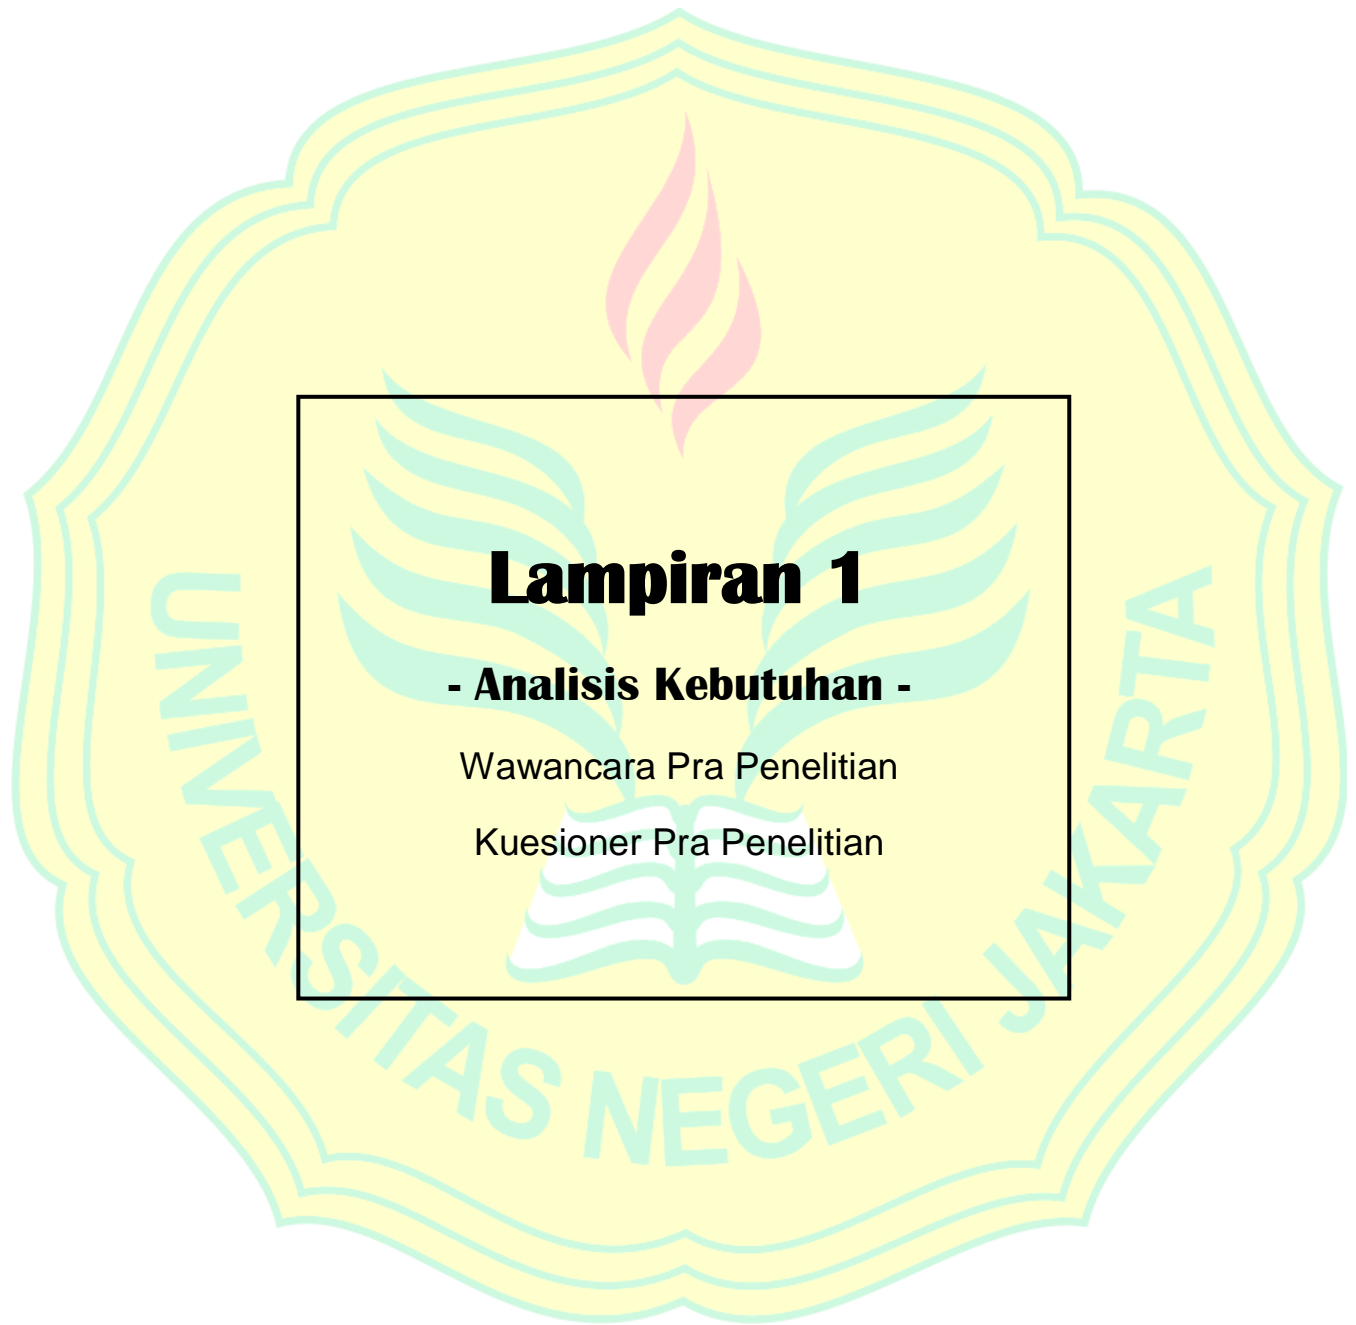 Lampiran 1
- Analisis Kebutuhan -
Wawancara Pra Penelitian
Kuesioner Pra Penelitian
UNIVERSITAS NEGERI JAKARTA